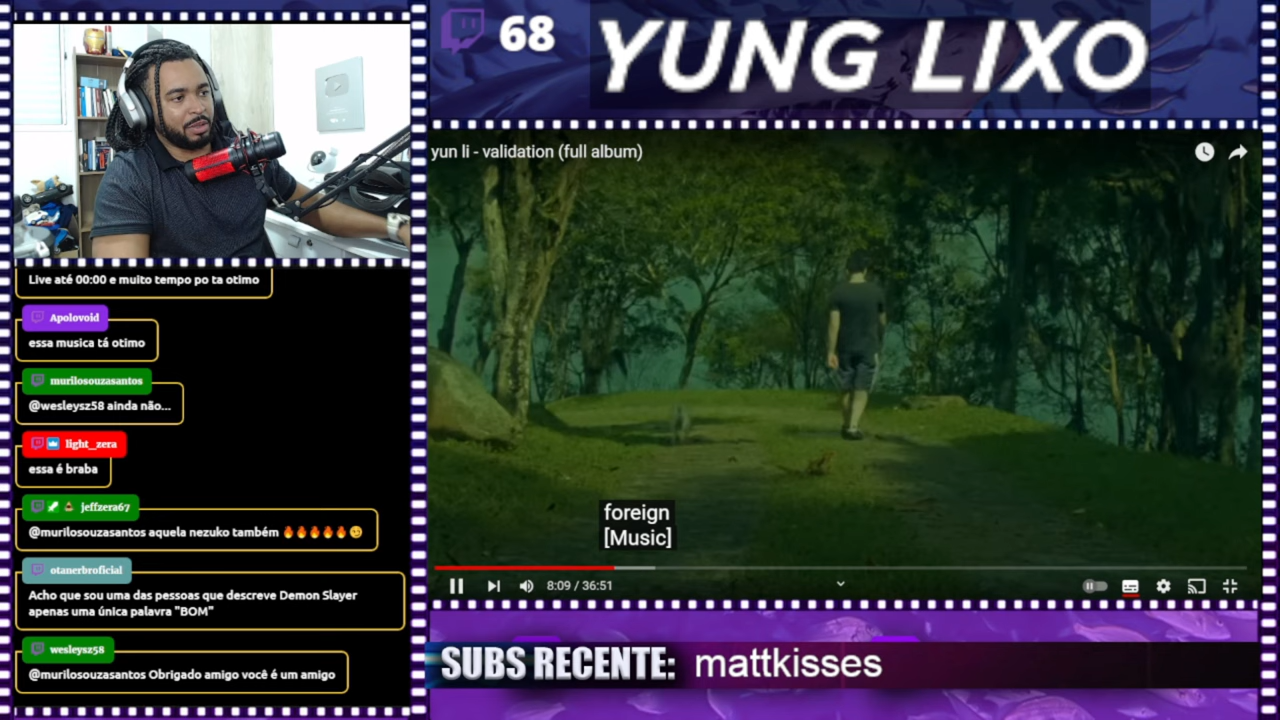 68
YUNG LIXO
yun li - validation (full album)
Live até 00:00 e muito tempo po ta otimo
Apolovoid
essa musica tá otimo
murilosouzasantos
@wesleysz58 ainda não...
light_zera
essa é braba
jeffzera67
@murilosouzasantos aquela nezuko também 🔥🔥🔥🔥🔥😉
otanerbroficial
Acho que sou uma das pessoas que descreve Demon Slayer
apenas uma única palavra "BOM"
wesleysz58
@murilosouzasantos Obrigado amigo você é um amigo
foreign
[Music]
8:09 / 36:51
SUBS RECENTE: mattkisses